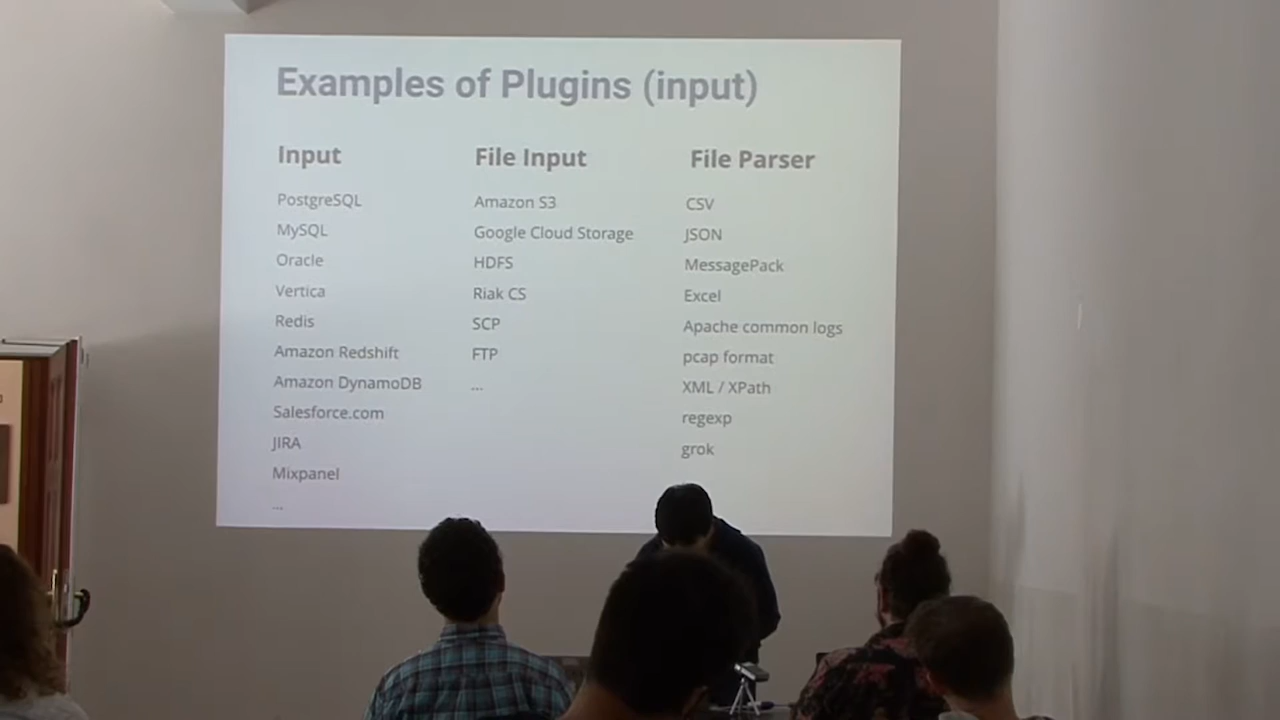 Examples of Plugins (input)
Input
PostgreSQL
MySQL
Oracle
Vertica
Redis
Amazon Redshift
Amazon DynamoDB
Salesforce.com
JIRA
Mixpanel
...
File Input
Amazon S3
Google Cloud Storage
HDFS
Riak CS
SCP
FTP
...
File Parser
CSV
JSON
MessagePack
Excel
Apache common logs
pcap format
XML / XPath
regexp
grok